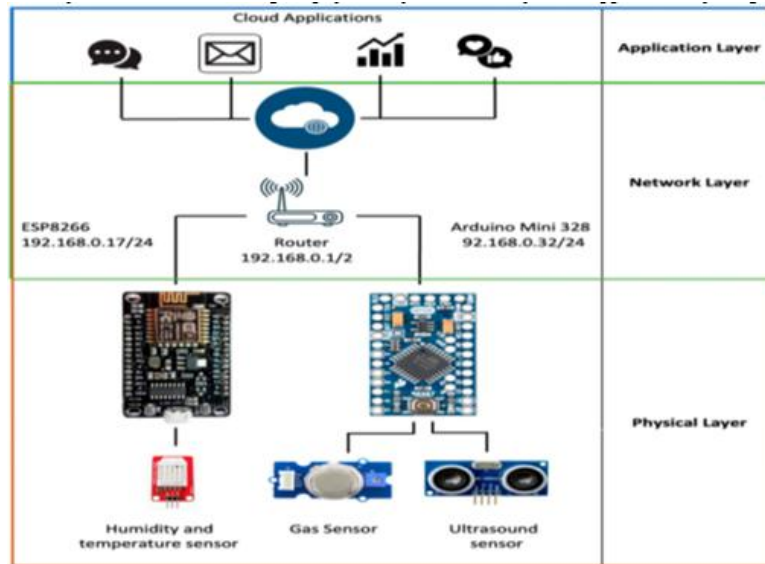 Cloud Applications
Application Layer
Network Layer
ESP8266
192.168.0.17/24
Router
192.168.0.1/2
Arduino Mini 328
92.168.0.32/24
Physical Layer
Humidity and
temperature sensor
Gas Sensor
Ultrasound
sensor